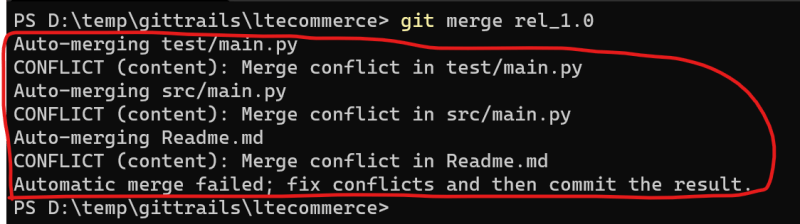 PS D:\temp\gittrails\ltecommerce> git merge rel_1.0
Auto-merging test/main.py
CONFLICT (content): Merge conflict in test/main.py
Auto-merging src/main.py
CONFLICT (content): Merge conflict in src/main.py
Auto-merging Readme.md
CONFLICT (content): Merge conflict in Readme.md
Automatic merge failed; fix conflicts and then commit the result.
PS D:\temp\gittrails\ltecommerce>